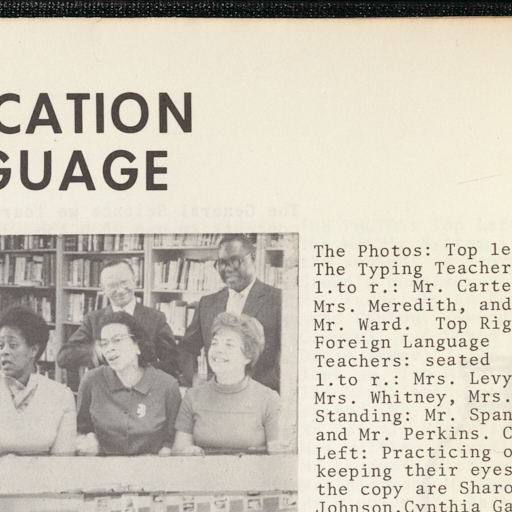 CATION
GUAGE
The Photos: Top le
The Typing Teacher
l.to r.: Mr. Carte
Mrs. Meredith, and
Mr. Ward. Top Rig
Foreign Language
Teachers: seated
l.to r.: Mrs. Levy
Mrs. Whitney, Mrs.
Standing: Mr. Span
and Mr. Perkins. C
Left: Practicing o
keeping their eyes
the copy are Sharo
Johnson,Cynthia Ga